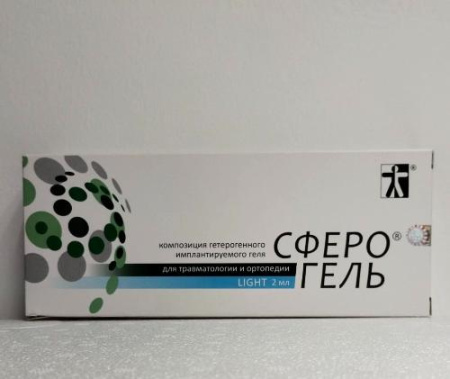 композиция гетерогенного
имплантируемого геля
для травматологии и ортопедии
LIGHT 2 мл
СФЕРО®
ГЕЛЬ
®